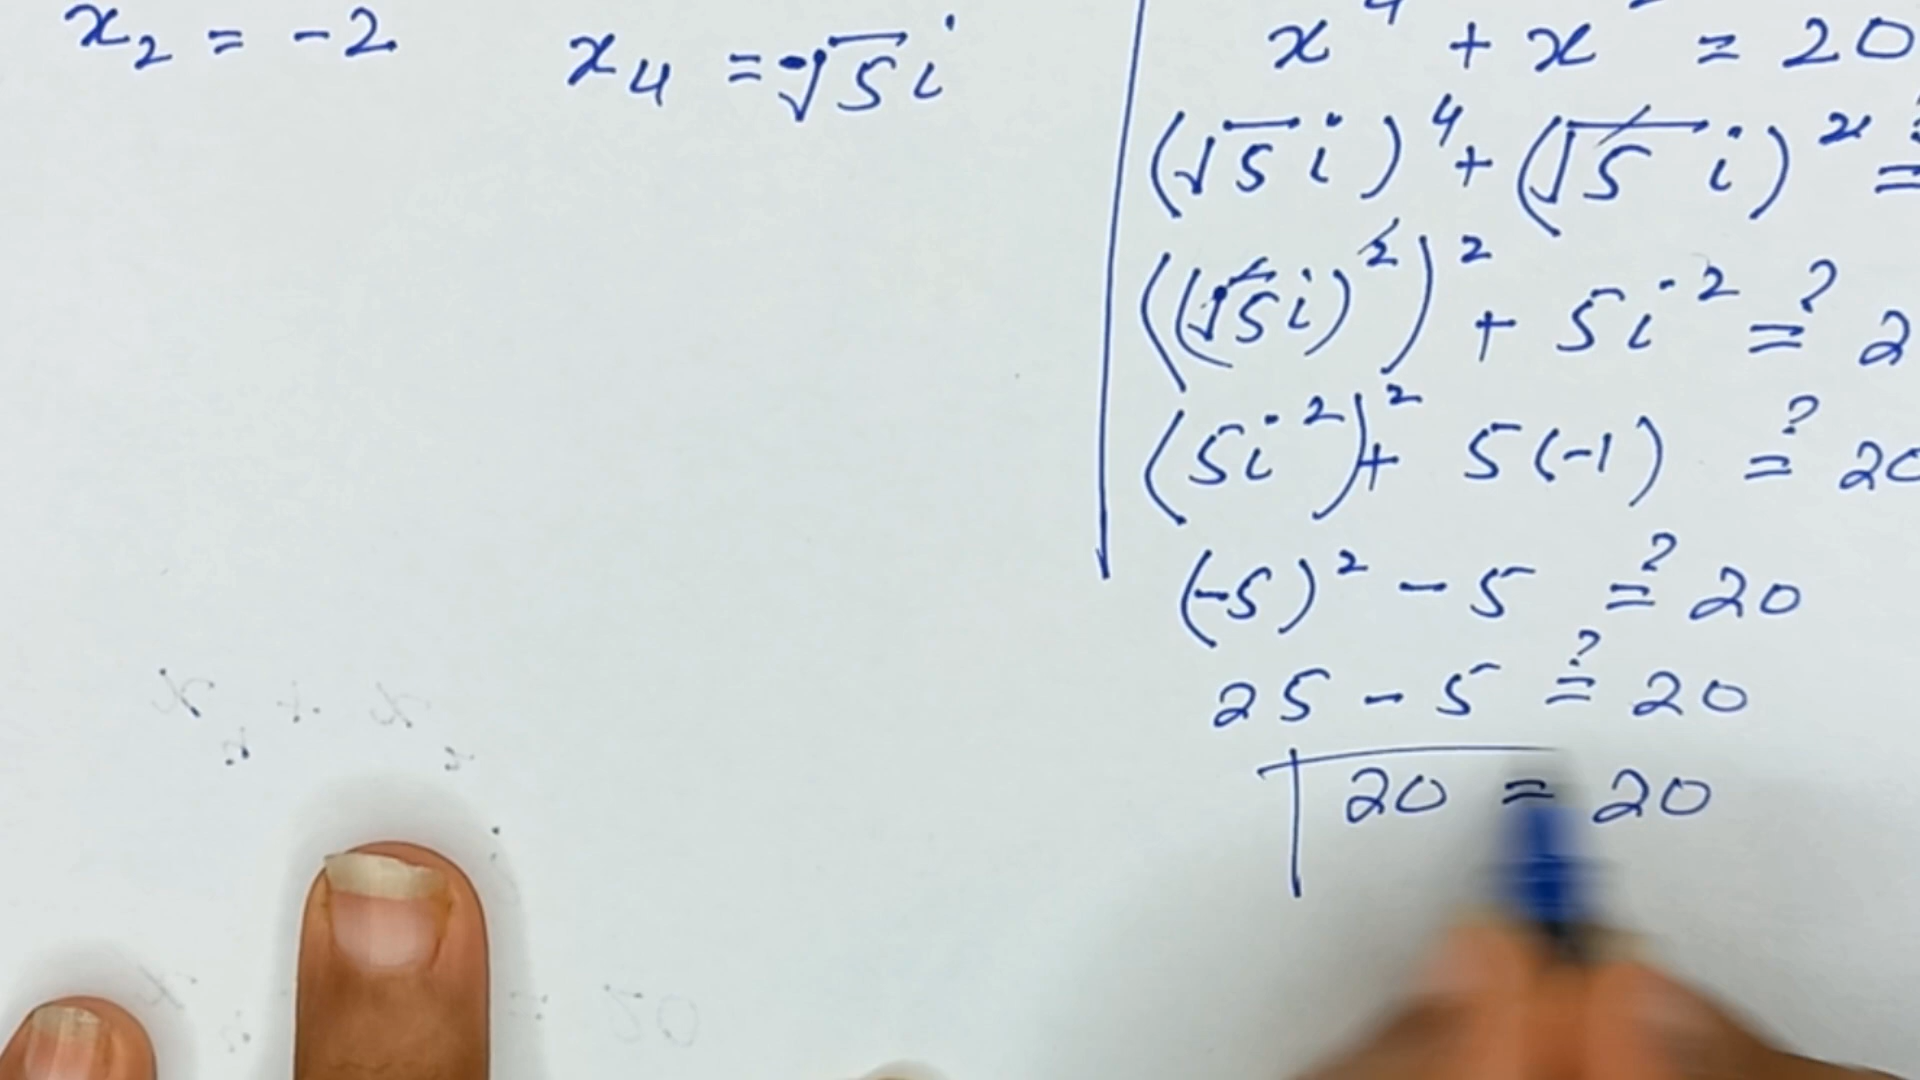 x₂ = -2
x₄ = -√5 i
x⁴ + x² = 20
(√5 i)⁴ + (√5 i)² =
((√5 i)²)² + 5i² =? 2
(5i²)² + 5(-1) =? 20
(-5)² - 5 =? 20
25 - 5 =? 20
20 = 20